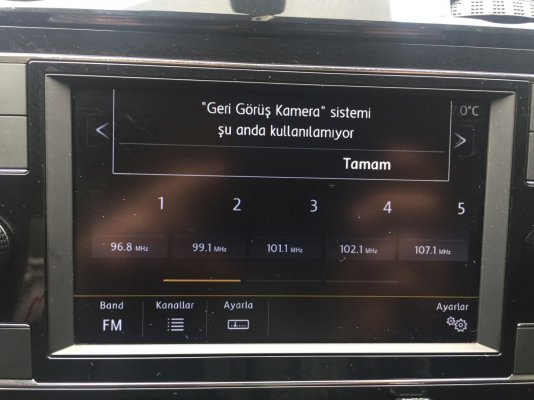 "Geri Görüş Kamera" sistemi
şu anda kullanılamıyor
0°C
Tamam
1 2 3 4 5
96.8 MHz 99.1 MHz 101.1 MHz 102.1 MHz 107.1 MHz
Band Kanallar Ayarla Ayarlar
FM